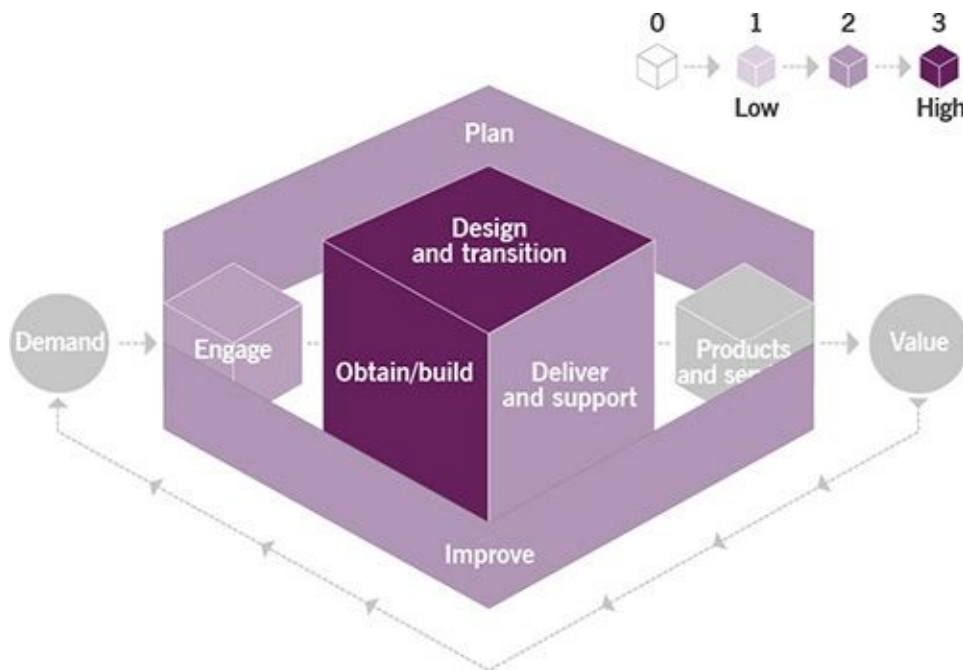 0 1 2 3
Low High
Plan
Design
and transition
Demand
Engage
Obtain/build
Deliver
and support
Products
and
Value
Improve